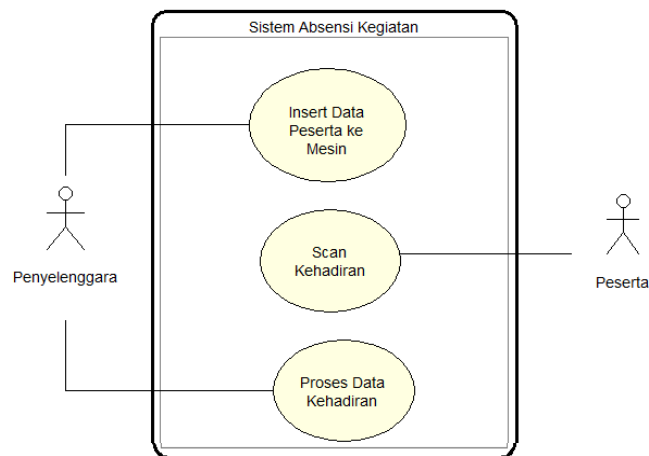 Sistem Absensi Kegiatan
Insert Data
Peserta ke
Mesin
Penyelenggara
Scan
Kehadiran
Peserta
Proses Data
Kehadiran